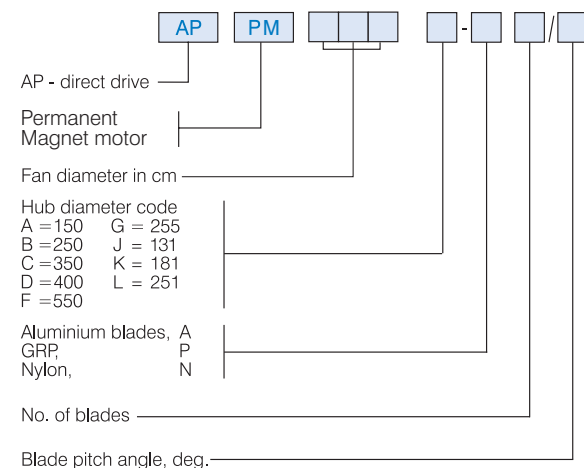 AP PM - /
AP - direct drive
Permanent
Magnet motor
Fan diameter in cm
Hub diameter code
A =150 G = 255
B =250 J = 131
C =350 K = 181
D =400 L = 251
F =550
Aluminium blades, A
GRP, P
Nylon, N
No. of blades
Blade pitch angle, deg.